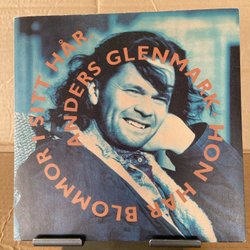 ANDERS GLENMARK
HON HAR BLOMMOR I SITT HÅR